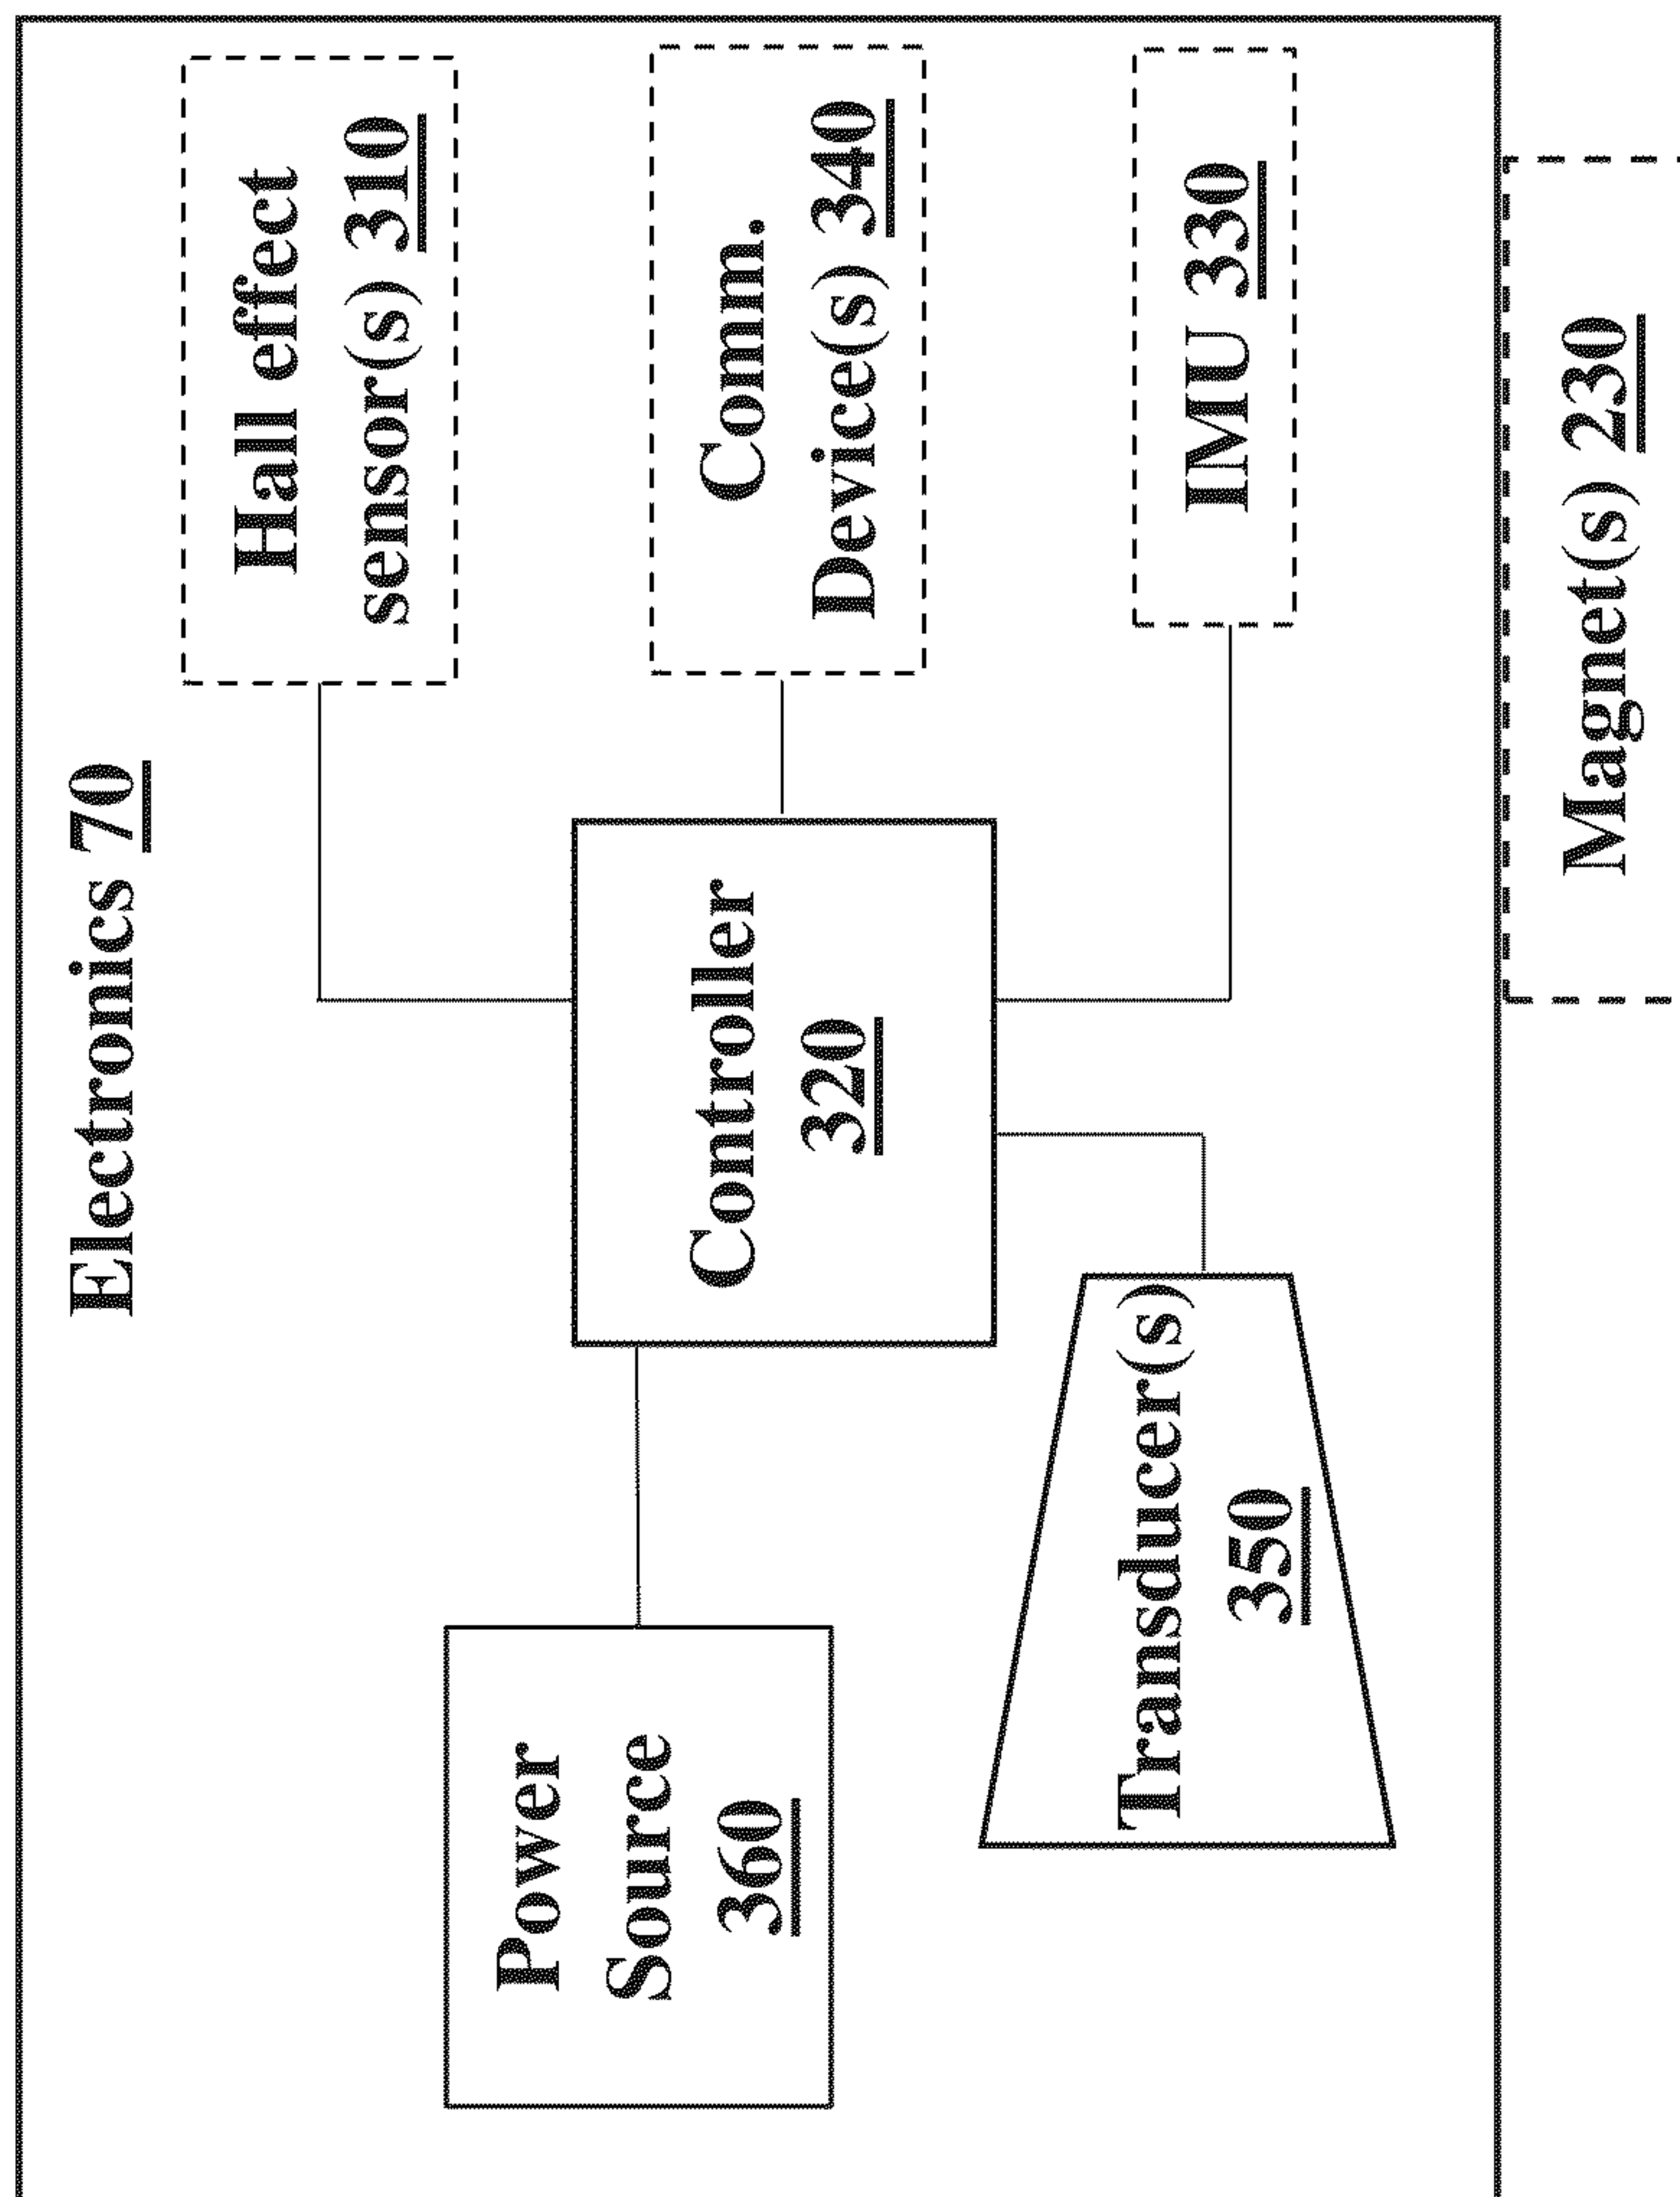 Electronics 70
Power
Source
360
Controller
320
Hall effect
sensor(s) 310
Comm.
Device(s) 340
IMU 330
Transducer(s)
350
Magnet(s) 230